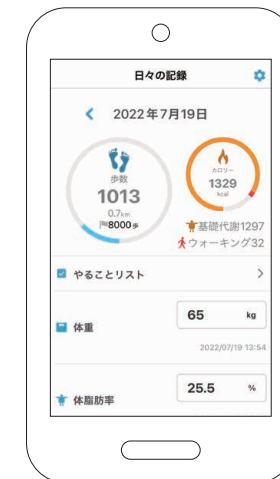 日々の記録
2022年7月19日
歩数
1013
0.7km
8000歩
カロリー
1329
kcal
基礎代謝1297
ウォーキング32
やることリスト
体重
65 kg
2022/07/19 13:54
体脂肪率
25.5 %